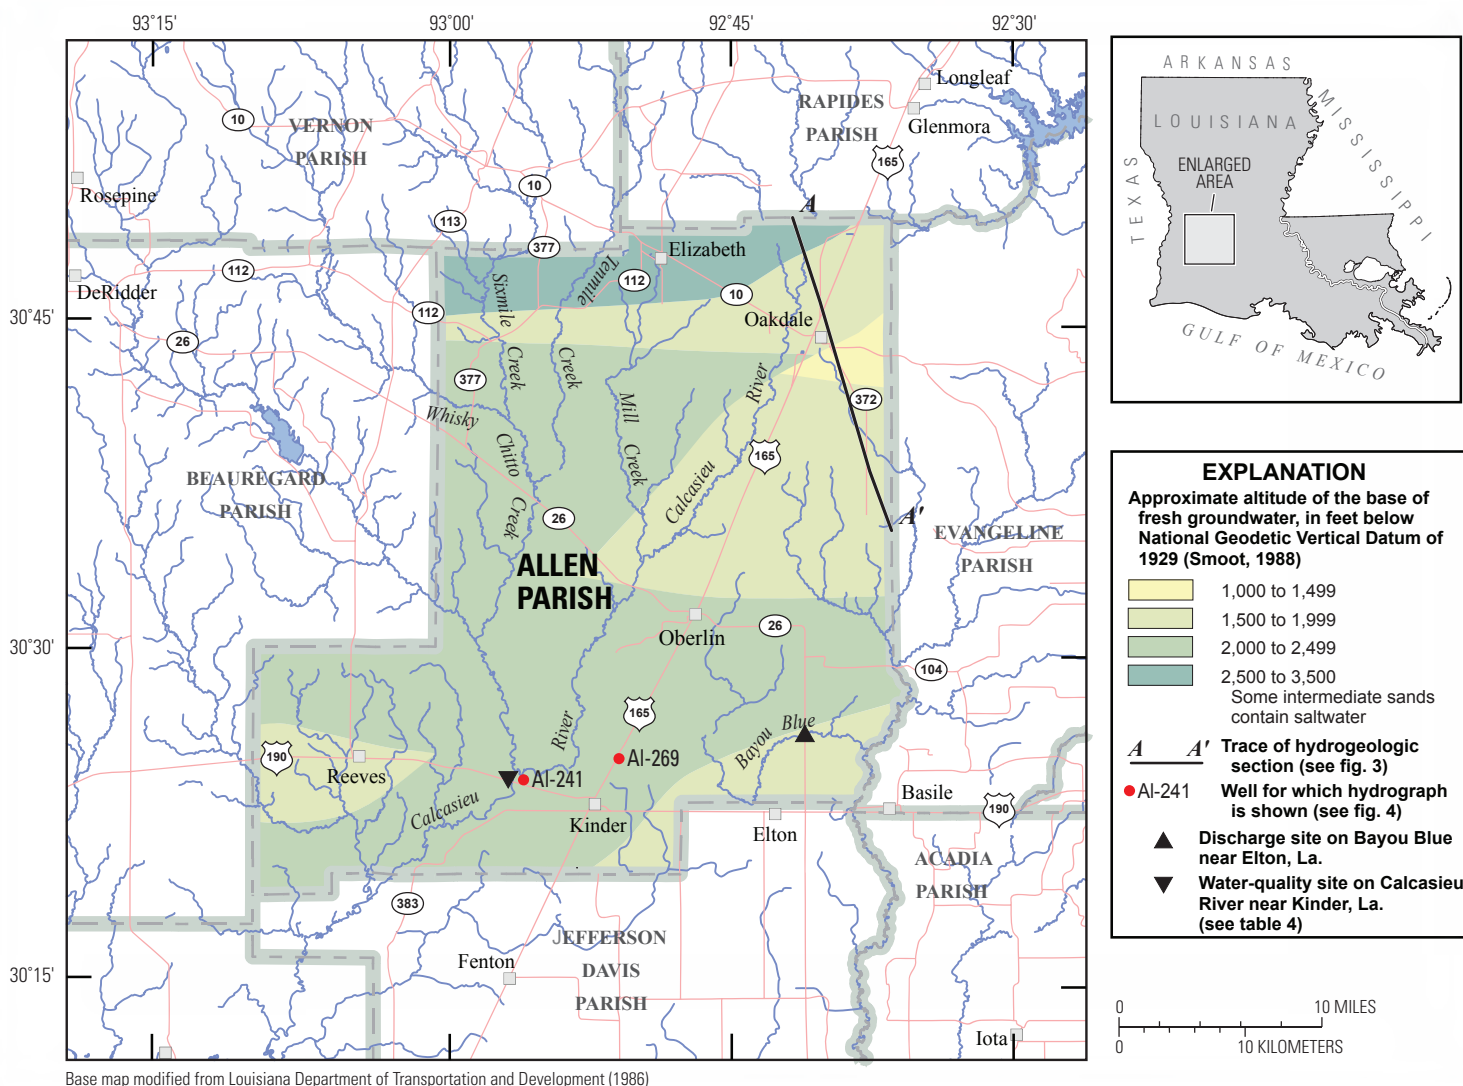 93°15'
93°00'
92°45'
92°30'
30°45'
30°30'
30°15'
Longleaf
RAPIDES
PARISH
Glenmora
10
VERNON
PARISH
165
Rosepine
10
113
A
377
Elizabeth
112
DeRidder
Tenmile
112
Sixmile
10
112
Oakdale
26
Creek
Creek
377
River
372
Whisky
Mill
Chitto
Creek
165
Calcasieu
BEAUREGARD
PARISH
Creek
26
A'
EVANGELINE
PARISH
ALLEN
PARISH
26
Oberlin
104
165
River
Bayou
Blue
190
Al-269
Reeves
Al-241
Calcasieu
Basile
190
Kinder
Elton
ACADIA
PARISH
383
JEFFERSON
DAVIS
PARISH
Fenton
Iota
Base map modified from Louisiana Department of Transportation and Development (1986)
ARKANSAS
LOUISIANA
MISSISSIPPI
TEXAS
ENLARGED
AREA
GULF OF MEXICO
EXPLANATION
Approximate altitude of the base of
fresh groundwater, in feet below
National Geodetic Vertical Datum of
1929 (Smoot, 1988)
1,000 to 1,499
1,500 to 1,999
2,000 to 2,499
2,500 to 3,500
Some intermediate sands
contain saltwater
A A' Trace of hydrogeologic
section (see fig. 3)
Al-241 Well for which hydrograph
is shown (see fig. 4)
Discharge site on Bayou Blue
near Elton, La.
Water-quality site on Calcasieu
River near Kinder, La.
(see table 4)
0 10 MILES
0 10 KILOMETERS